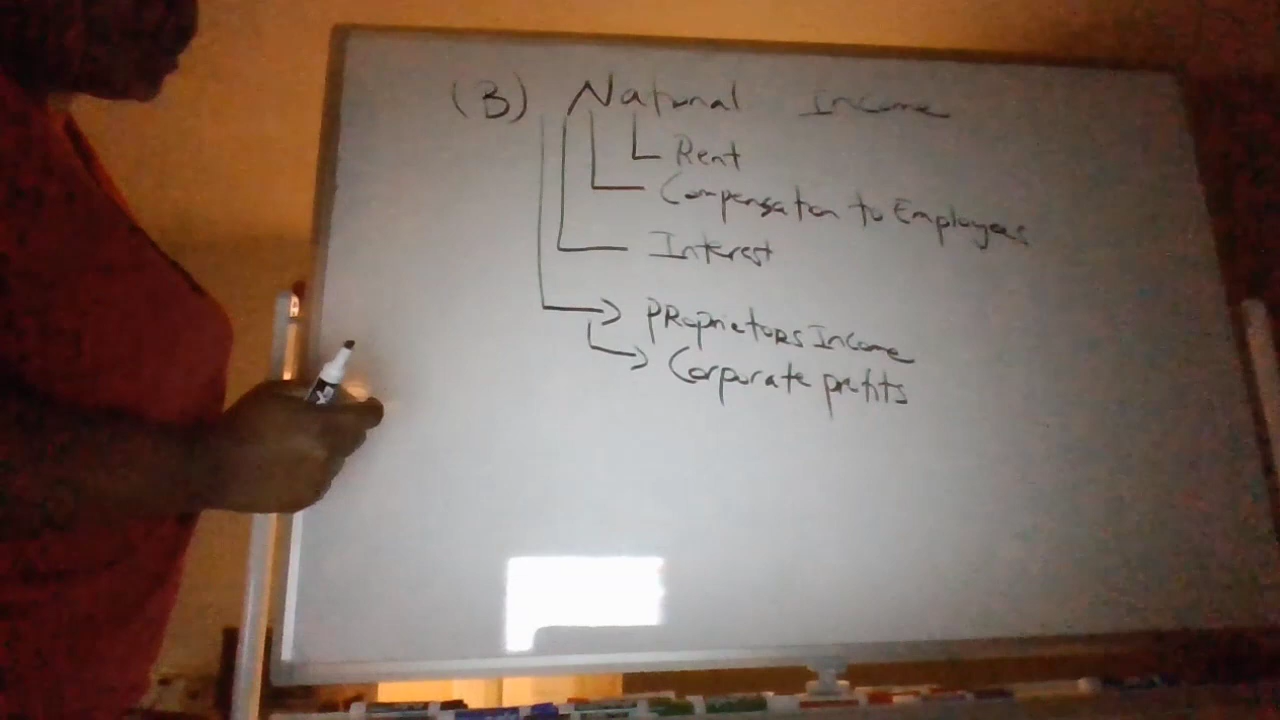 (B) National Income
Rent
Compensation to Employees
Interest
PRoprietoRs Income
Corporate profits